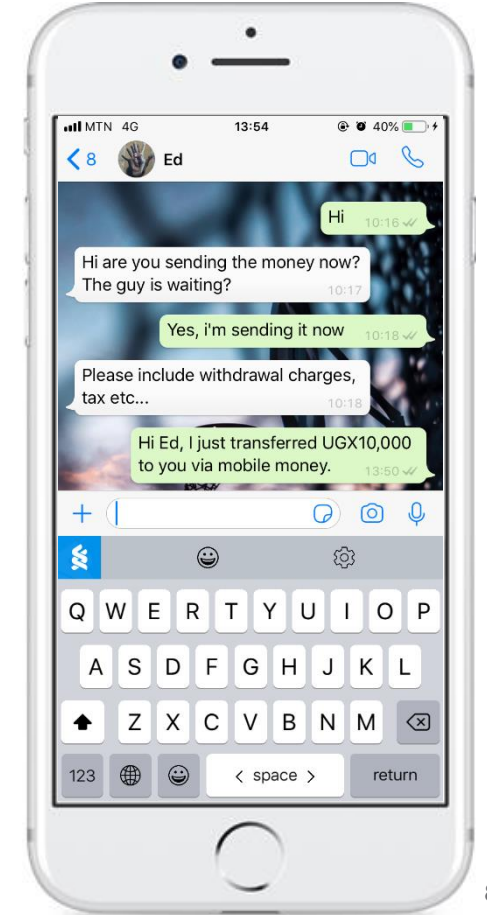 MTN 4G 13:54 40%
8 Ed
Hi 10:16
Hi are you sending the money now?
The guy is waiting? 10:17
Yes, i'm sending it now 10:18
Please include withdrawal charges,
tax etc... 10:18
Hi Ed, I just transferred UGX10,000
to you via mobile money. 13:50
Q W E R T Y U I O P
A S D F G H J K L
Z X C V B N M
123 space return
8